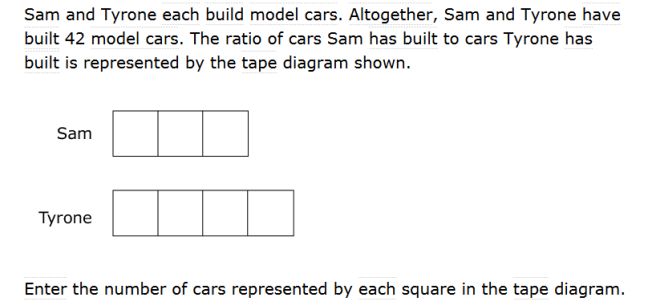 Sam and Tyrone each build model cars. Altogether, Sam and Tyrone have
built 42 model cars. The ratio of cars Sam has built to cars Tyrone has
built is represented by the tape diagram shown.
Sam
Tyrone
Enter the number of cars represented by each square in the tape diagram.